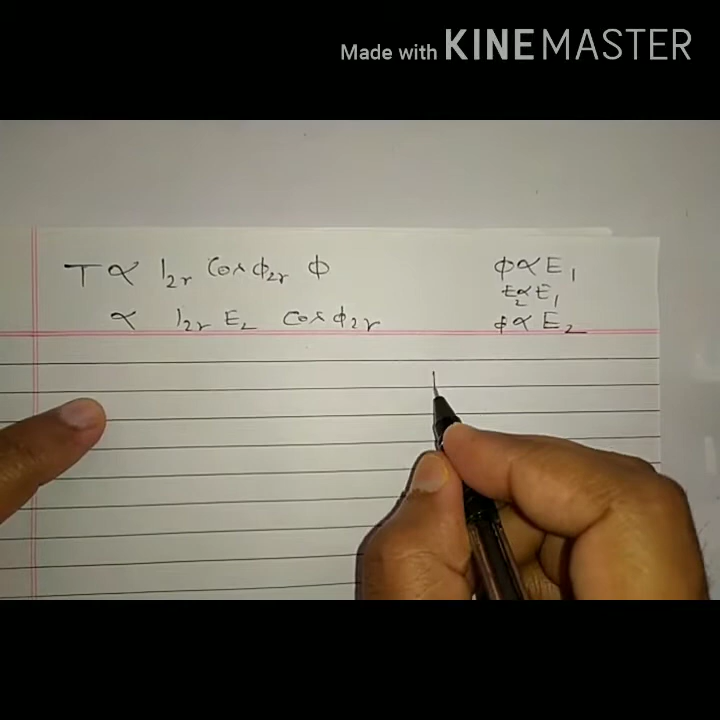 Made with KINEMASTER
T ∝ I₂r Cos ϕ₂r ϕ
∝ I₂r E₂ Cos ϕ₂r
ϕ ∝ E₁
E₂ ∝ E₁
ϕ ∝ E₂